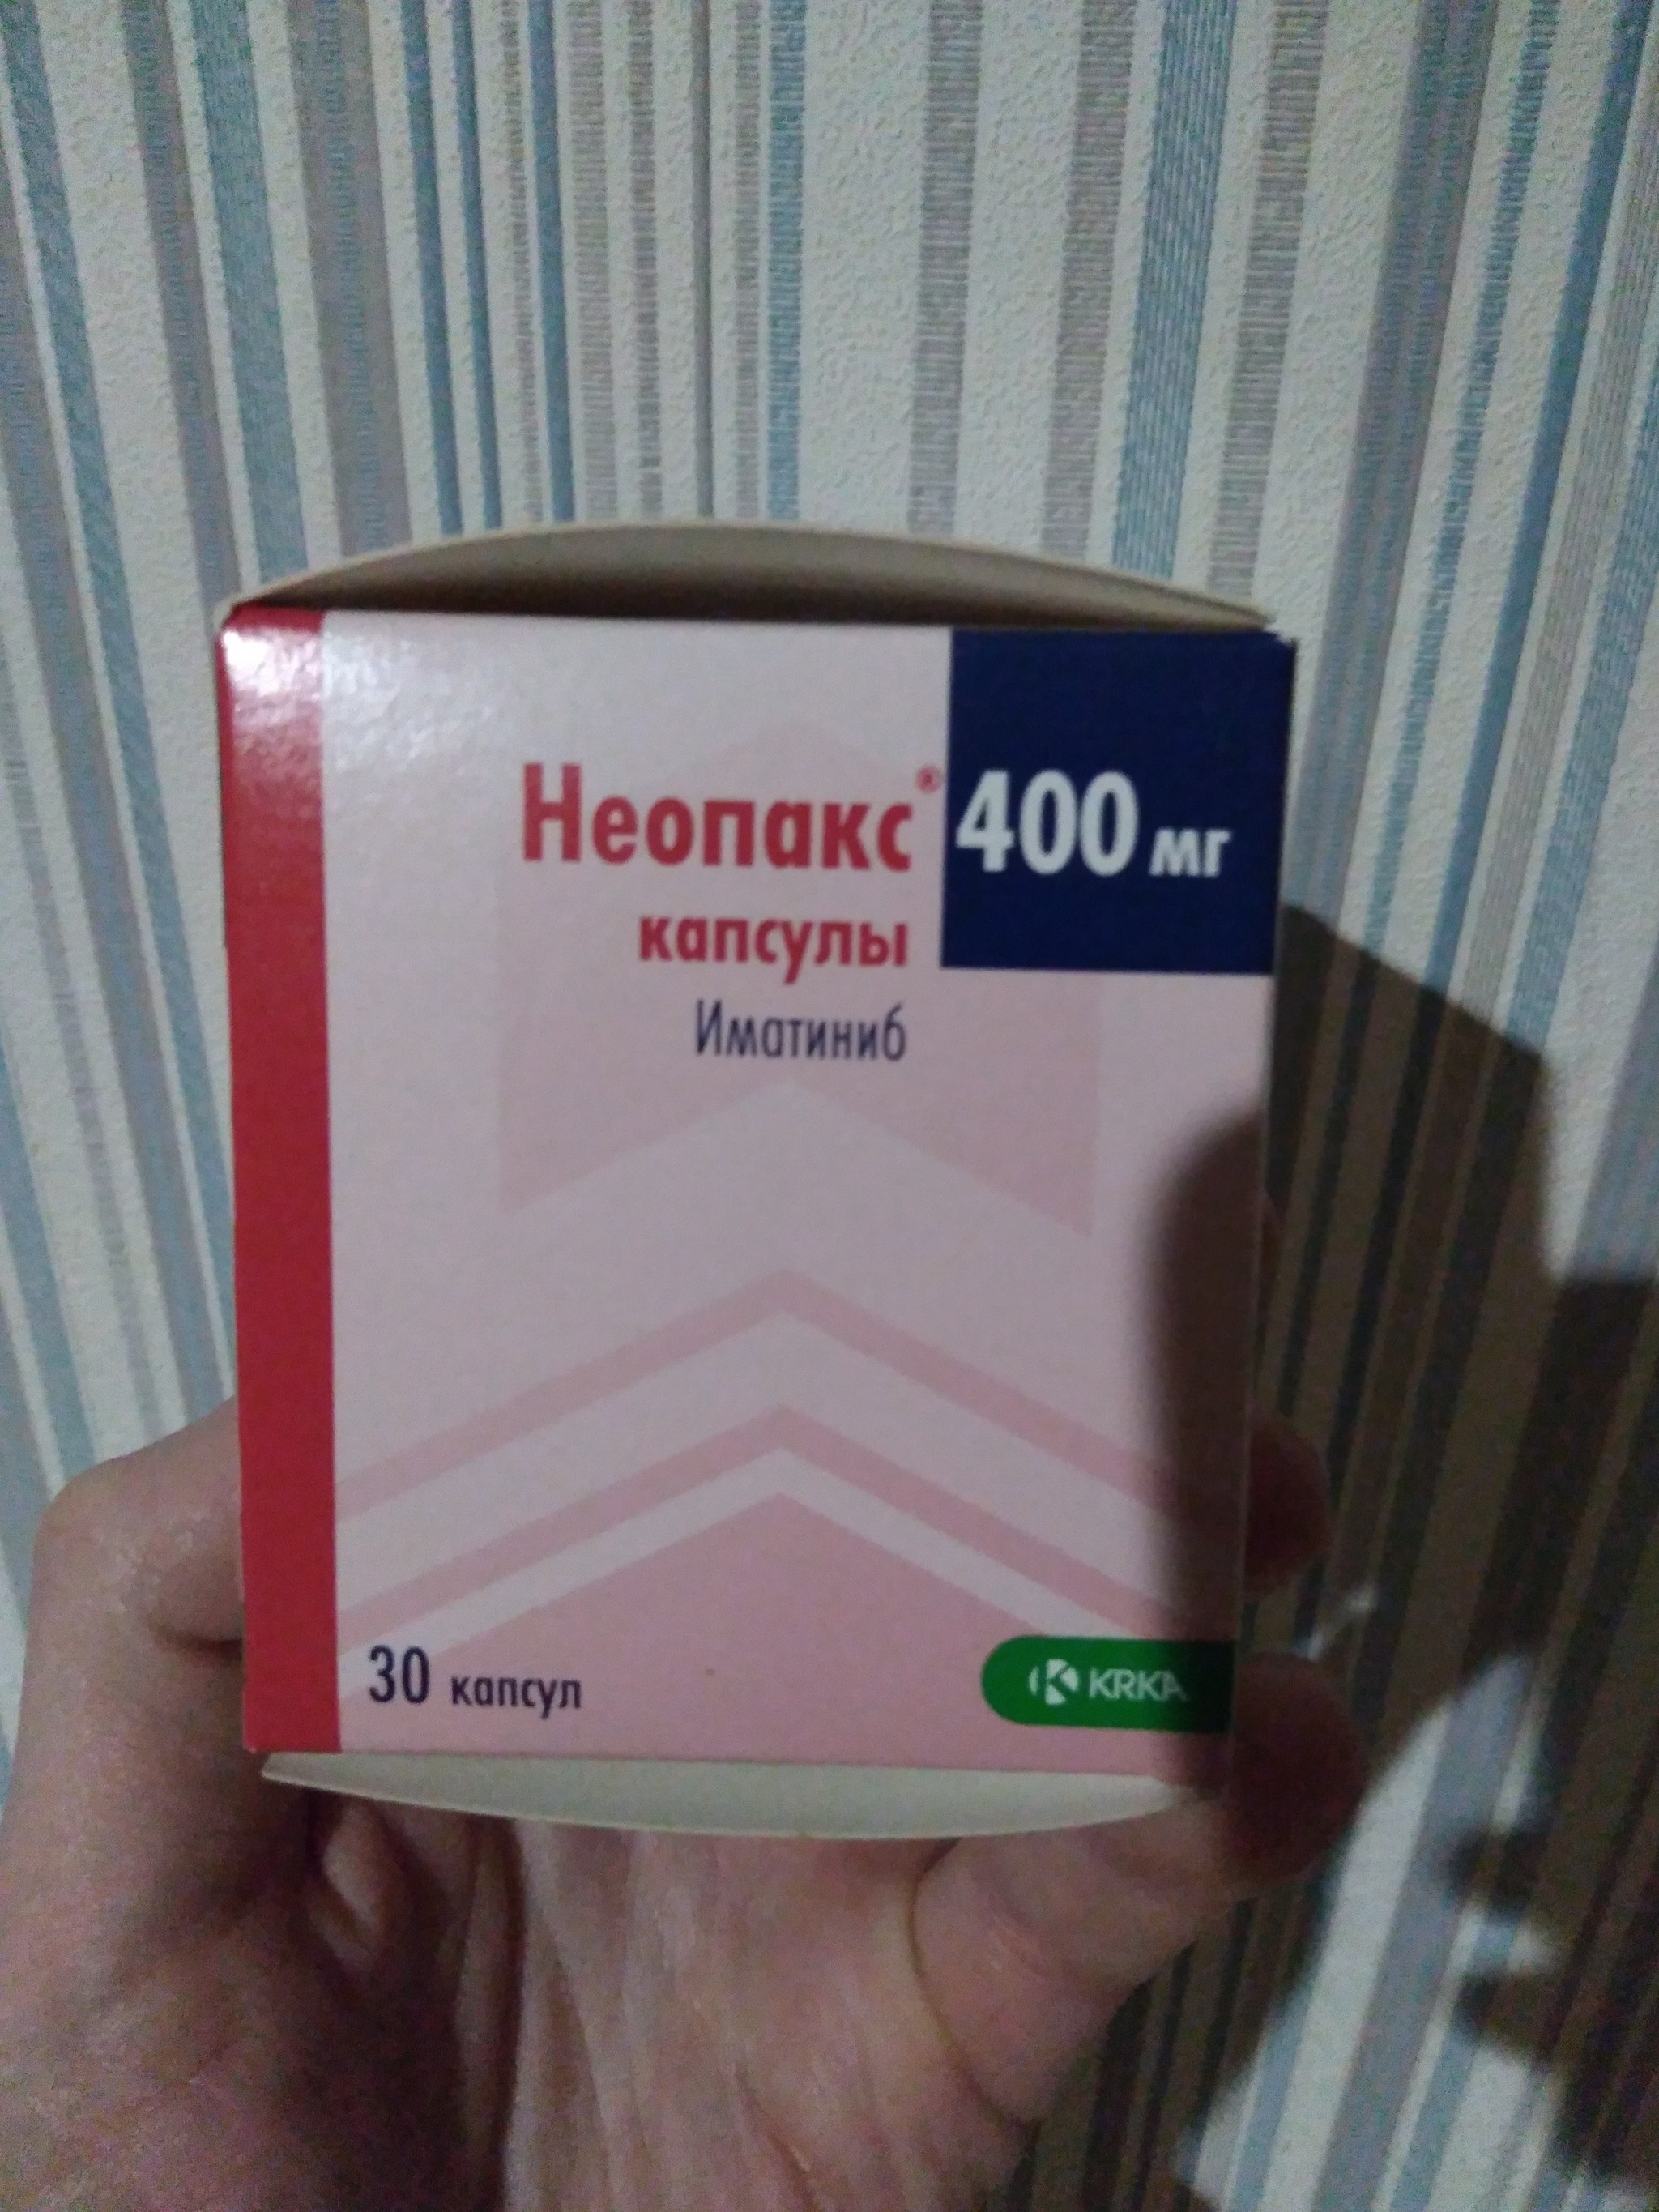 Неопакс® 400 мг
капсулы
Иматиниб
30 капсул
KRKA